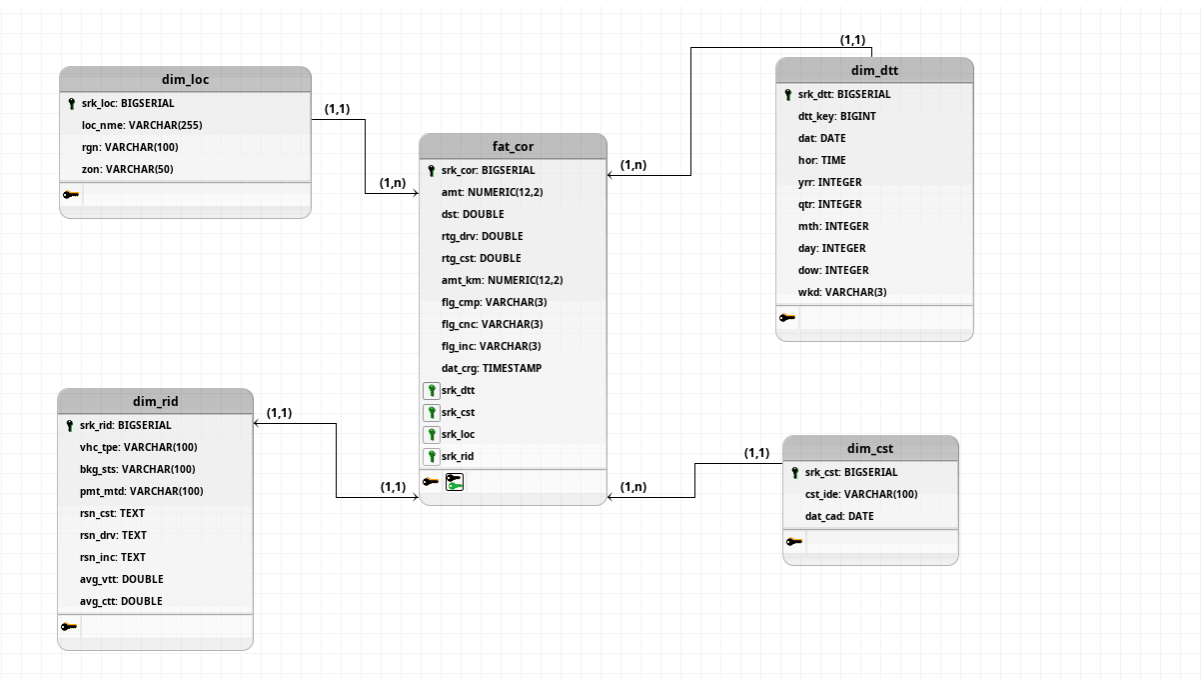 dim_loc
srk_loc: BIGSERIAL
loc_nme: VARCHAR(255)
rgn: VARCHAR(100)
zon: VARCHAR(50)
(1,1)
(1,n)
fat_cor
srk_cor: BIGSERIAL
amt: NUMERIC(12,2)
dst: DOUBLE
rtg_drv: DOUBLE
rtg_cst: DOUBLE
amt_km: NUMERIC(12,2)
flg_cmp: VARCHAR(3)
flg_cnc: VARCHAR(3)
flg_inc: VARCHAR(3)
dat_crg: TIMESTAMP
srk_dtt
srk_cst
srk_loc
srk_rid
(1,1)
(1,n)
dim_dtt
srk_dtt: BIGSERIAL
dtt_key: BIGINT
dat: DATE
hor: TIME
yrr: INTEGER
qtr: INTEGER
mth: INTEGER
day: INTEGER
dow: INTEGER
wkd: VARCHAR(3)
dim_rid
srk_rid: BIGSERIAL
vhc_tpe: VARCHAR(100)
bkg_sts: VARCHAR(100)
pmt_mtd: VARCHAR(100)
rsn_cst: TEXT
rsn_drv: TEXT
rsn_inc: TEXT
avg_vtt: DOUBLE
avg_ctt: DOUBLE
(1,1)
(1,1)
(1,n)
(1,1)
dim_cst
srk_cst: BIGSERIAL
cst_ide: VARCHAR(100)
dat_cad: DATE